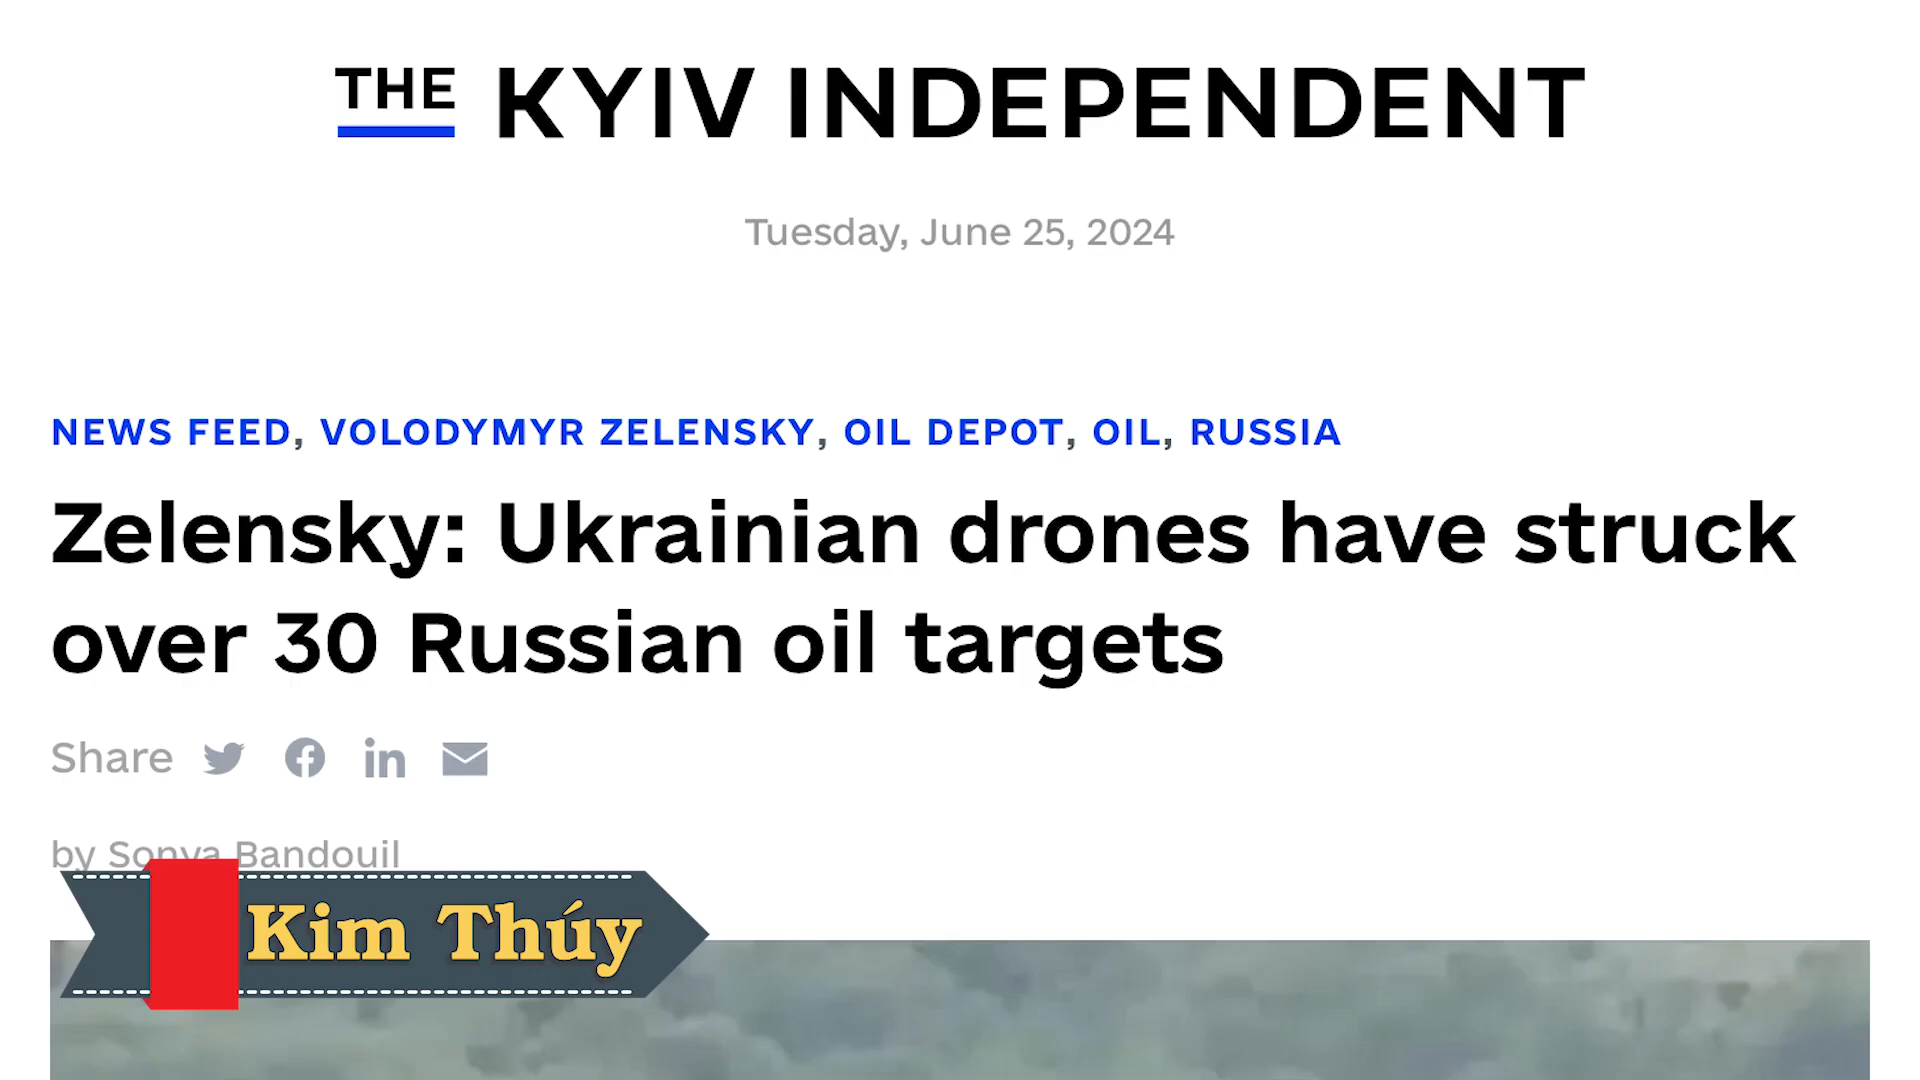 THE KYIV INDEPENDENT
Tuesday, June 25, 2024
NEWS FEED, VOLODYMYR ZELENSKY, OIL DEPOT, OIL, RUSSIA
Zelensky: Ukrainian drones have struck
over 30 Russian oil targets
Share
by Sonya Bandouil
Kim Thúy